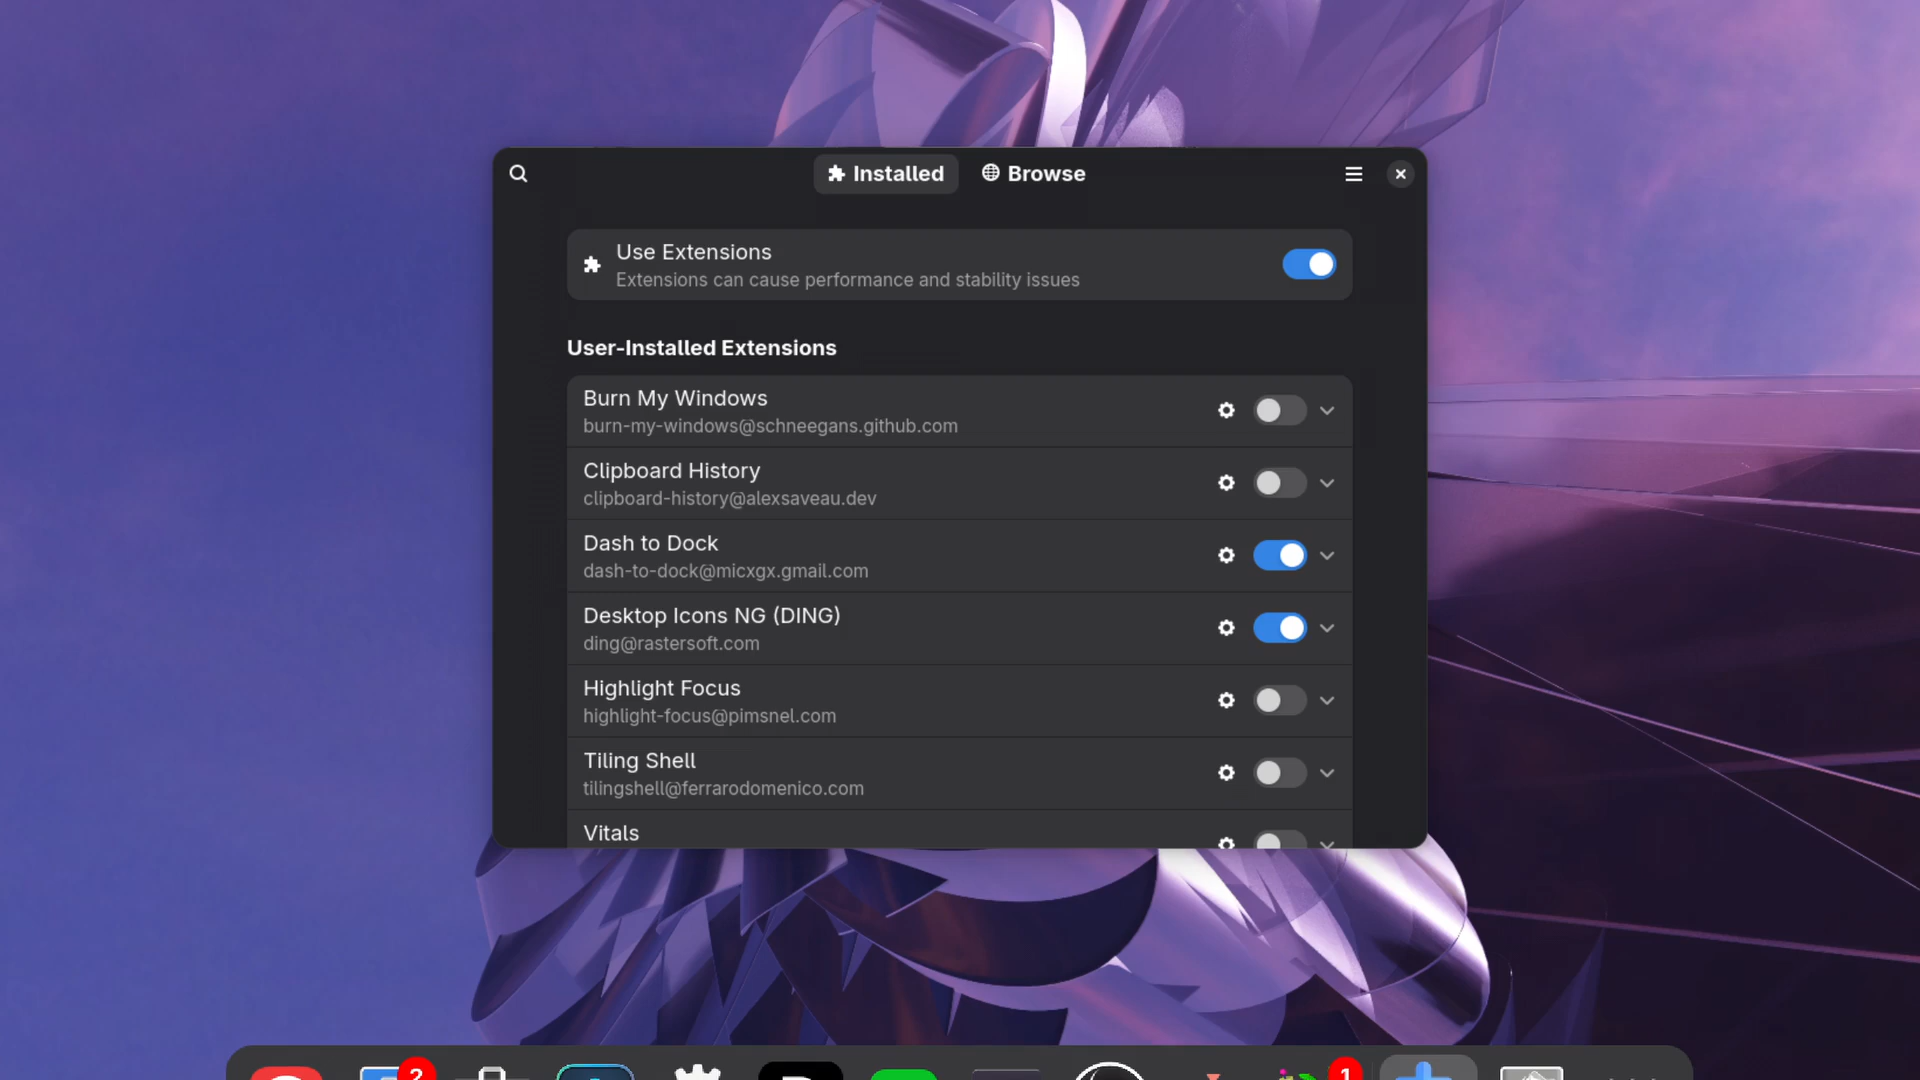 Installed
Browse
Use Extensions
Extensions can cause performance and stability issues
User-Installed Extensions
Burn My Windows
burn-my-windows@schneegans.github.com
Clipboard History
clipboard-history@alexsaveau.dev
Dash to Dock
dash-to-dock@micxgx.gmail.com
Desktop Icons NG (DING)
ding@rastersoft.com
Highlight Focus
highlight-focus@pimsnel.com
Tiling Shell
tilingshell@ferrarodomenico.com
Vitals
2
1